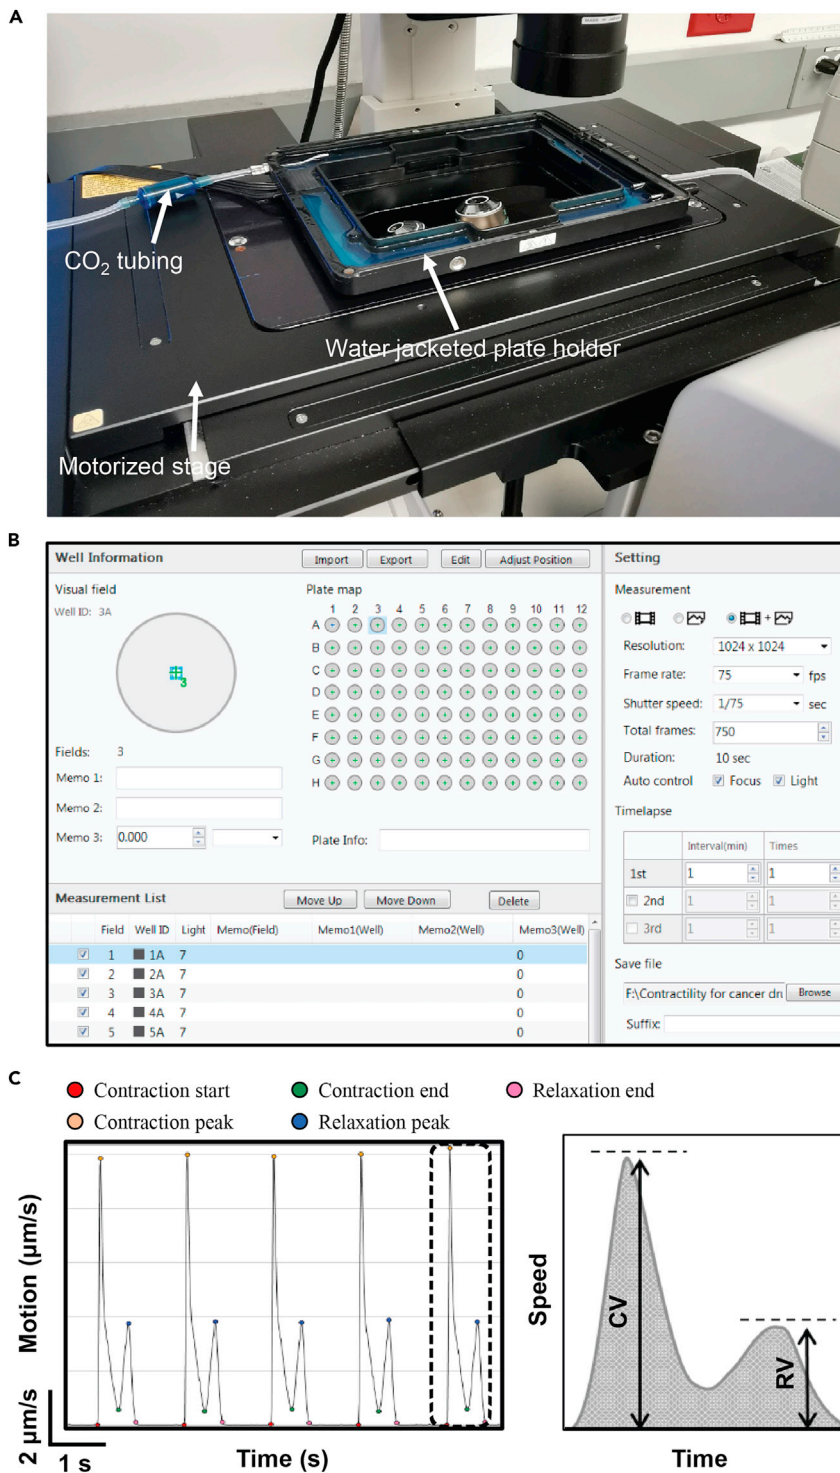 A
MADE IN JAPAN
CO2 tubing
Water jacketed plate holder
Motorized stage
B
Well Information
Import
Export
Edit
Adjust Position
Setting
Visual field
Well ID: 3A
3
Fields: 3
Memo 1:
Memo 2:
Memo 3: 0.000
Plate map
1 2 3 4 5 6 7 8 9 10 11 12
A
B
C
D
E
F
G
H
Plate Info:
Measurement
+
Resolution: 1024 x 1024
Frame rate: 75 fps
Shutter speed: 1/75 sec
Total frames: 750
Duration: 10 sec
Auto control Focus Light
Timelapse
Interval(min) Times
1st 1 1
2nd 1 1
3rd 1 1
Save file
F:\Contractility for cancer dn Browse
Suffix:
Measurement List Move Up Move Down Delete
Field Well ID Light Memo(Field) Memo1(Well) Memo2(Well) Memo3(Well)
1 1A 7 0
2 2A 7 0
3 3A 7 0
4 4A 7 0
5 5A 7 0
C
Contraction start
Contraction end
Relaxation end
Contraction peak
Relaxation peak
Motion (µm/s)
2 µm/s
1 s
Time (s)
Speed
CV
RV
Time